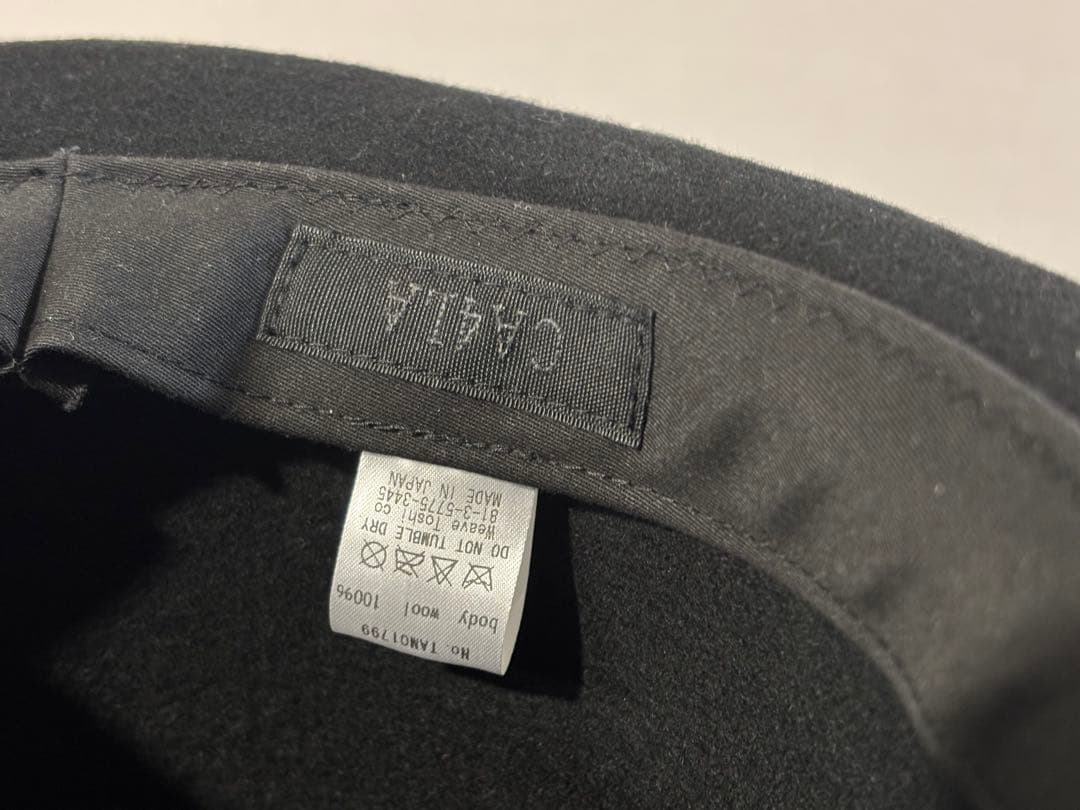 CA4LA
No. TAM01799
body wool 100%
DO NOT TUMBLE DRY
Weave Toshi co
81-3-5775-3445
MADE IN JAPAN